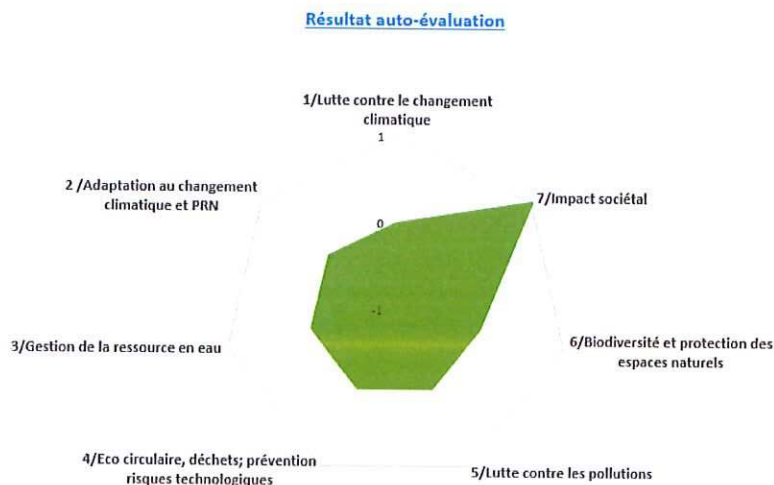 Résultat auto-évaluation
1/Lutte contre le changement
climatique
1
2 /Adaptation au changement
climatique et PRN
7/Impact sociétal
0
-1
3/Gestion de la ressource en eau
6/Biodiversité et protection des
espaces naturels
4/Eco circulaire, déchets; prévention
risques technologiques
5/Lutte contre les pollutions